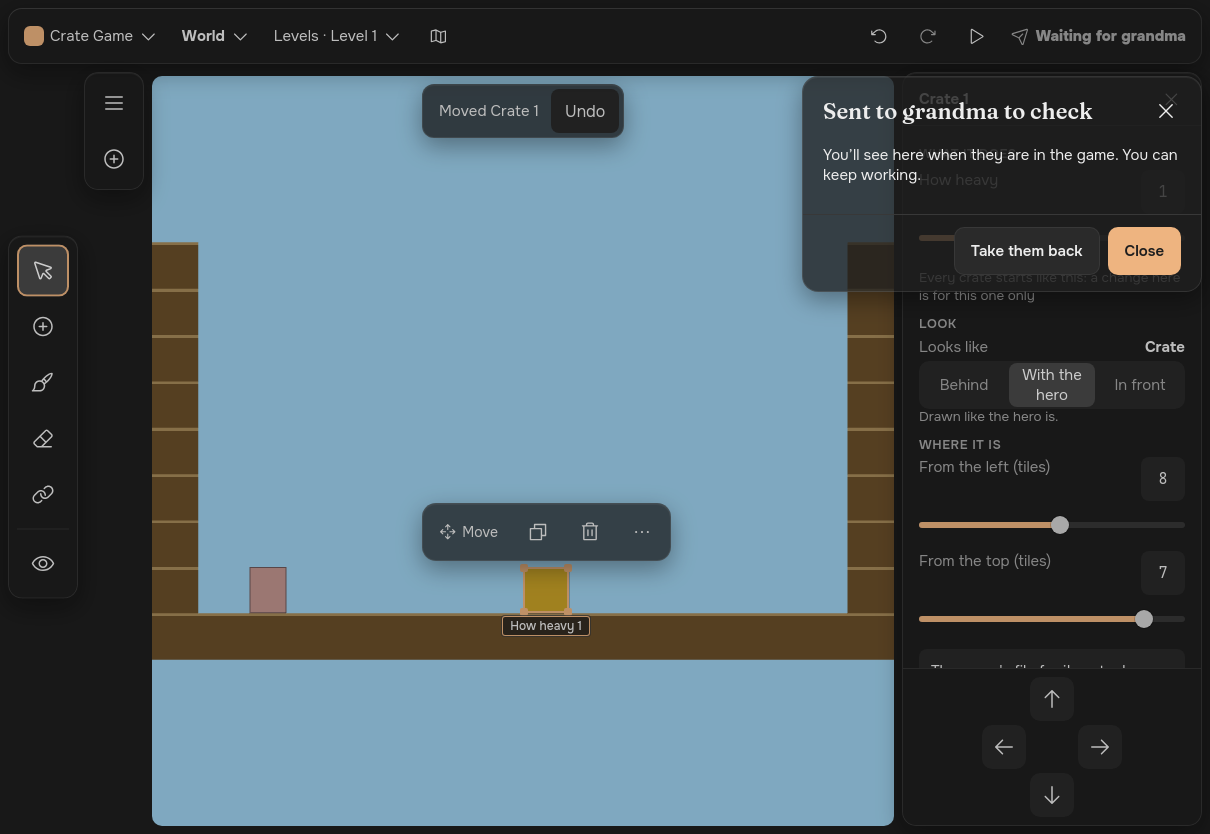 Crate Game
World
Levels · Level 1
Waiting for grandma
Moved Crate 1
Undo
Crate 1
Sent to grandma to check
You'll see here when they are in the game. You can
keep working.
How heavy
1
Take them back
Close
Every crate starts like this: a change here
is for this one only
LOOK
Looks like
Crate
Behind
With the
hero
In front
Drawn like the hero is.
WHERE IT IS
From the left (tiles)
8
From the top (tiles)
7
Move
How heavy 1